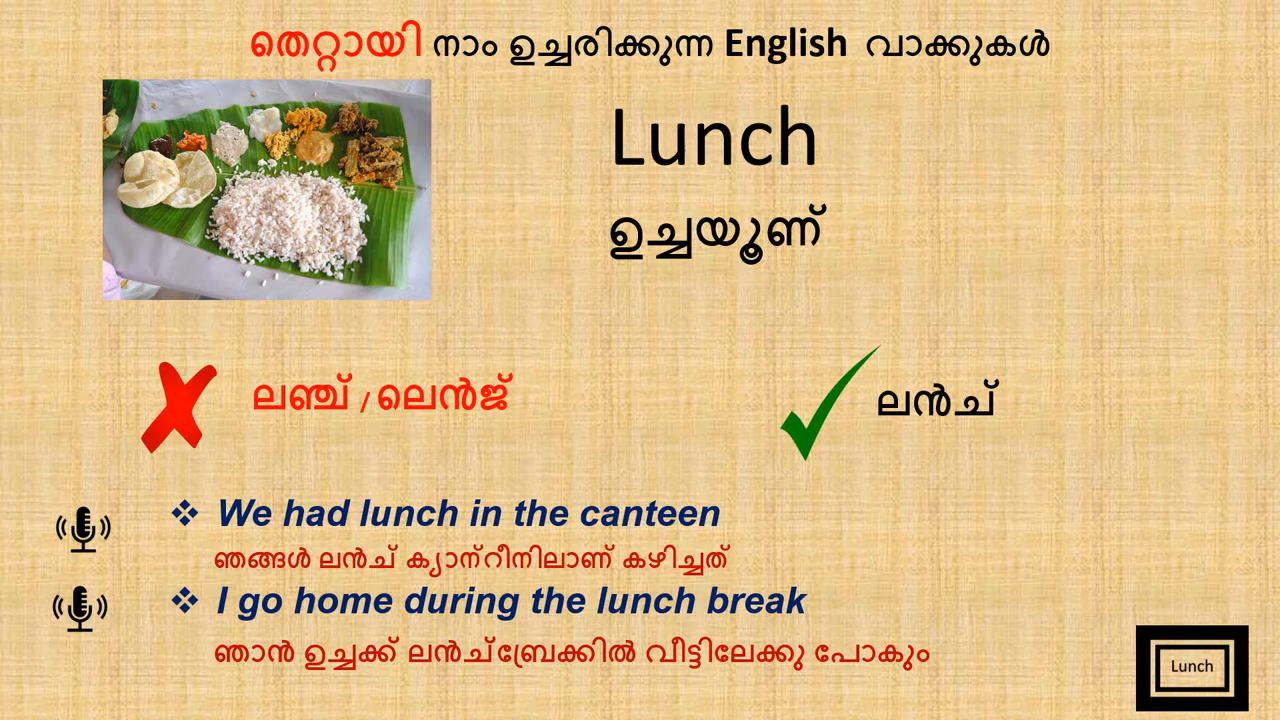 തെറ്റായി നാം ഉച്ചരിക്കുന്ന English വാക്കുകൾ
Lunch
ഉച്ചയൂണ്
ലഞ്ച് / ലെൻജ്
ലൻച്
❖ We had lunch in the canteen
ഞങ്ങൾ ലൻച് ക്യാന്റീനിലാണ് കഴിച്ചത്
❖ I go home during the lunch break
ഞാൻ ഉച്ചക്ക് ലൻച്ബ്രേക്കിൽ വീട്ടിലേക്കു പോകും
Lunch